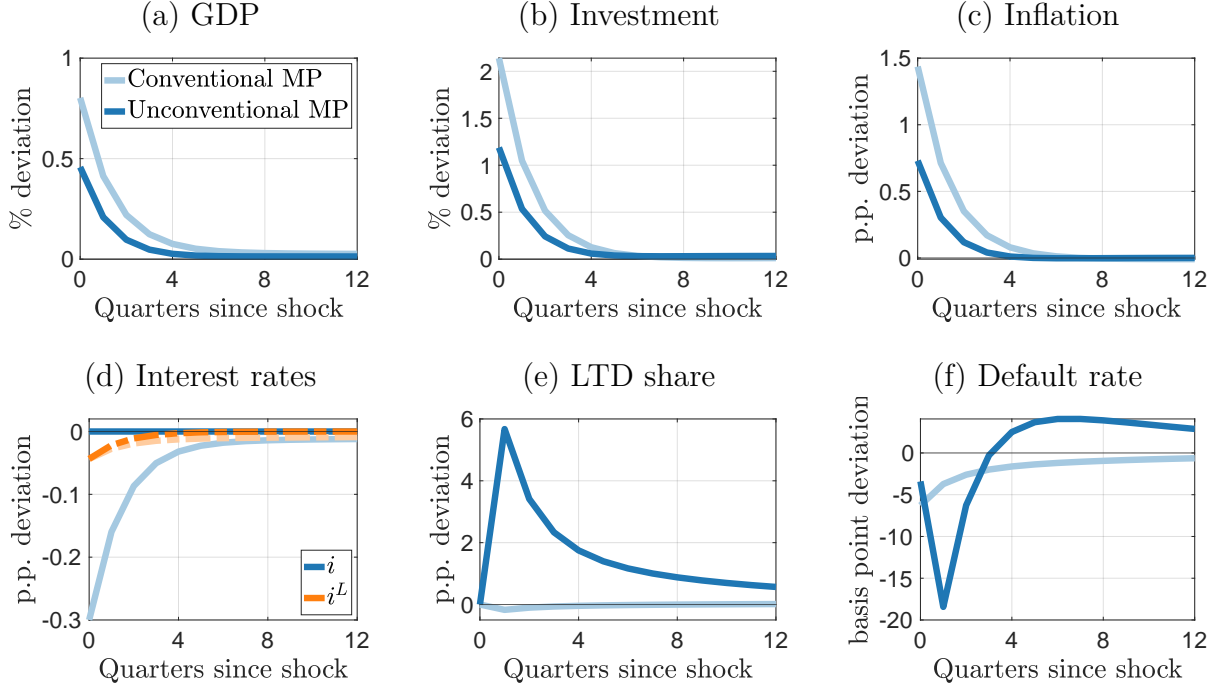 (a) GDP
(b) Investment
(c) Inflation
% deviation
1
0.5
0
Conventional MP
Unconventional MP
0 4 8 12
Quarters since shock
% deviation
2
1.5
1
0.5
0
0 4 8 12
Quarters since shock
p.p. deviation
1.5
1
0.5
0
0 4 8 12
Quarters since shock
(d) Interest rates
(e) LTD share
(f) Default rate
p.p. deviation
0
-0.1
-0.2
-0.3
i
i^L
0 4 8 12
Quarters since shock
p.p. deviation
6
4
2
0
0 4 8 12
Quarters since shock
basis point deviation
0
-5
-10
-15
-20
0 4 8 12
Quarters since shock